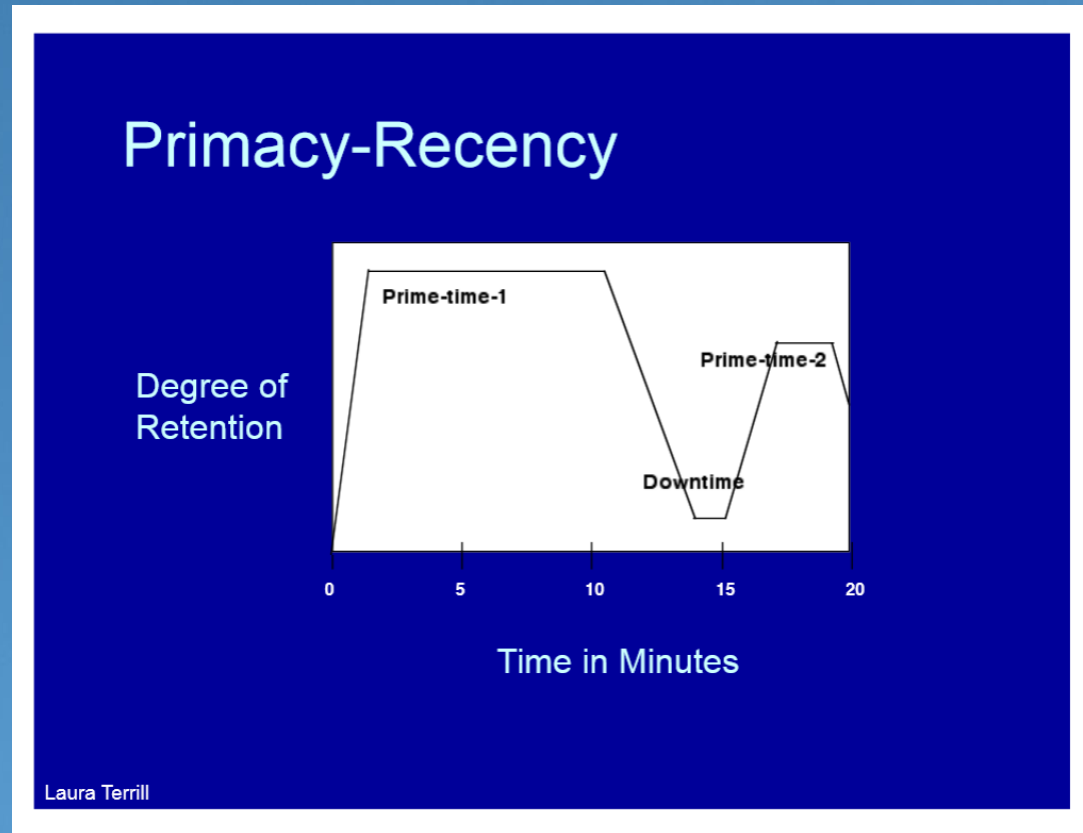 Primacy-Recency
Prime-time-1
Prime-time-2
Degree of
Retention
Downtime
0 5 10 15 20
Time in Minutes
Laura Terrill